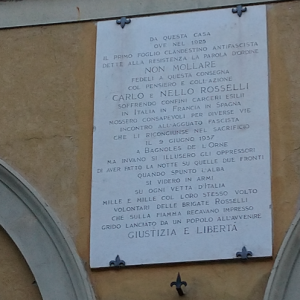 DA QUESTA CASA
OVE NEL 1925
IL PRIMO FOGLIO CLANDESTINO ANTIFASCISTA
DETTE ALLA RESISTENZA LA PAROLA D'ORDINE
NON MOLLARE
FEDELI A QUESTA CONSEGNA
COL PENSIERO E COLL'AZIONE
CARLO E NELLO ROSSELLI
SOFFRENDO CONFINI CARCERI ESILII
IN ITALIA IN FRANCIA IN SPAGNA
MOSSERO CONSAPEVOLI PER DIVERSE VIE
INCONTRO ALL'AGGUATO FASCISTA
CHE LI RICONGIUNSE NEL SACRIFICIO
IL 9 GIUGNO 1937
A BAGNOLES DE L'ORNE
MA INVANO SI ILLUSERO GLI OPPRESSORI
DI AVER FATTO LA NOTTE SU QUELLE DUE FRONTI
QUANDO SPUNTÒ L'ALBA
SI VIDERO IN ARMI
SU OGNI VETTA D'ITALIA
MILLE E MILLE COL LORO STESSO VOLTO
VOLONTARI DELLE BRIGATE ROSSELLI
CHE SULLA FIAMMA RECAVANO IMPRESSO
GRIDO LANCIATO DA UN POPOLO ALL'AVVENIRE
GIUSTIZIA E LIBERTÀ